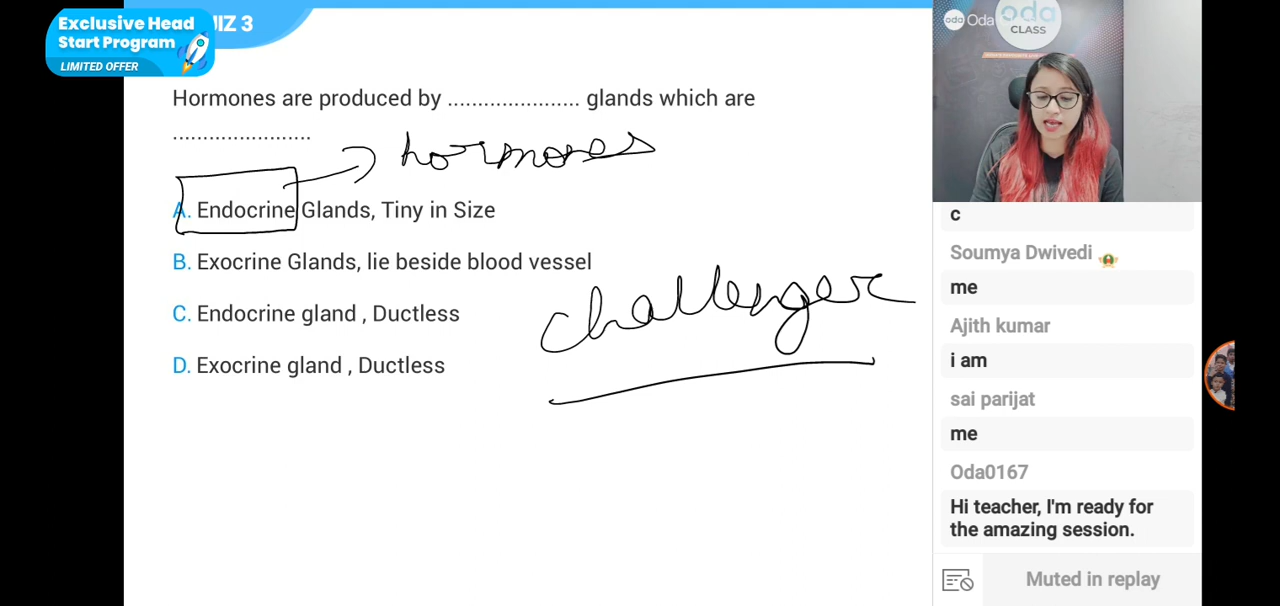 Exclusive Head
Start Program
LIMITED OFFER
IZ 3
Hormones are produced by ...................... glands which are
.......................
hormones
A. Endocrine Glands, Tiny in Size
B. Exocrine Glands, lie beside blood vessel
C. Endocrine gland , Ductless
D. Exocrine gland , Ductless
challenger
oda Oda
oda
CLASS
c
Soumya Dwivedi
me
Ajith kumar
i am
sai parijat
me
Oda0167
Hi teacher, I'm ready for
the amazing session.
Muted in replay